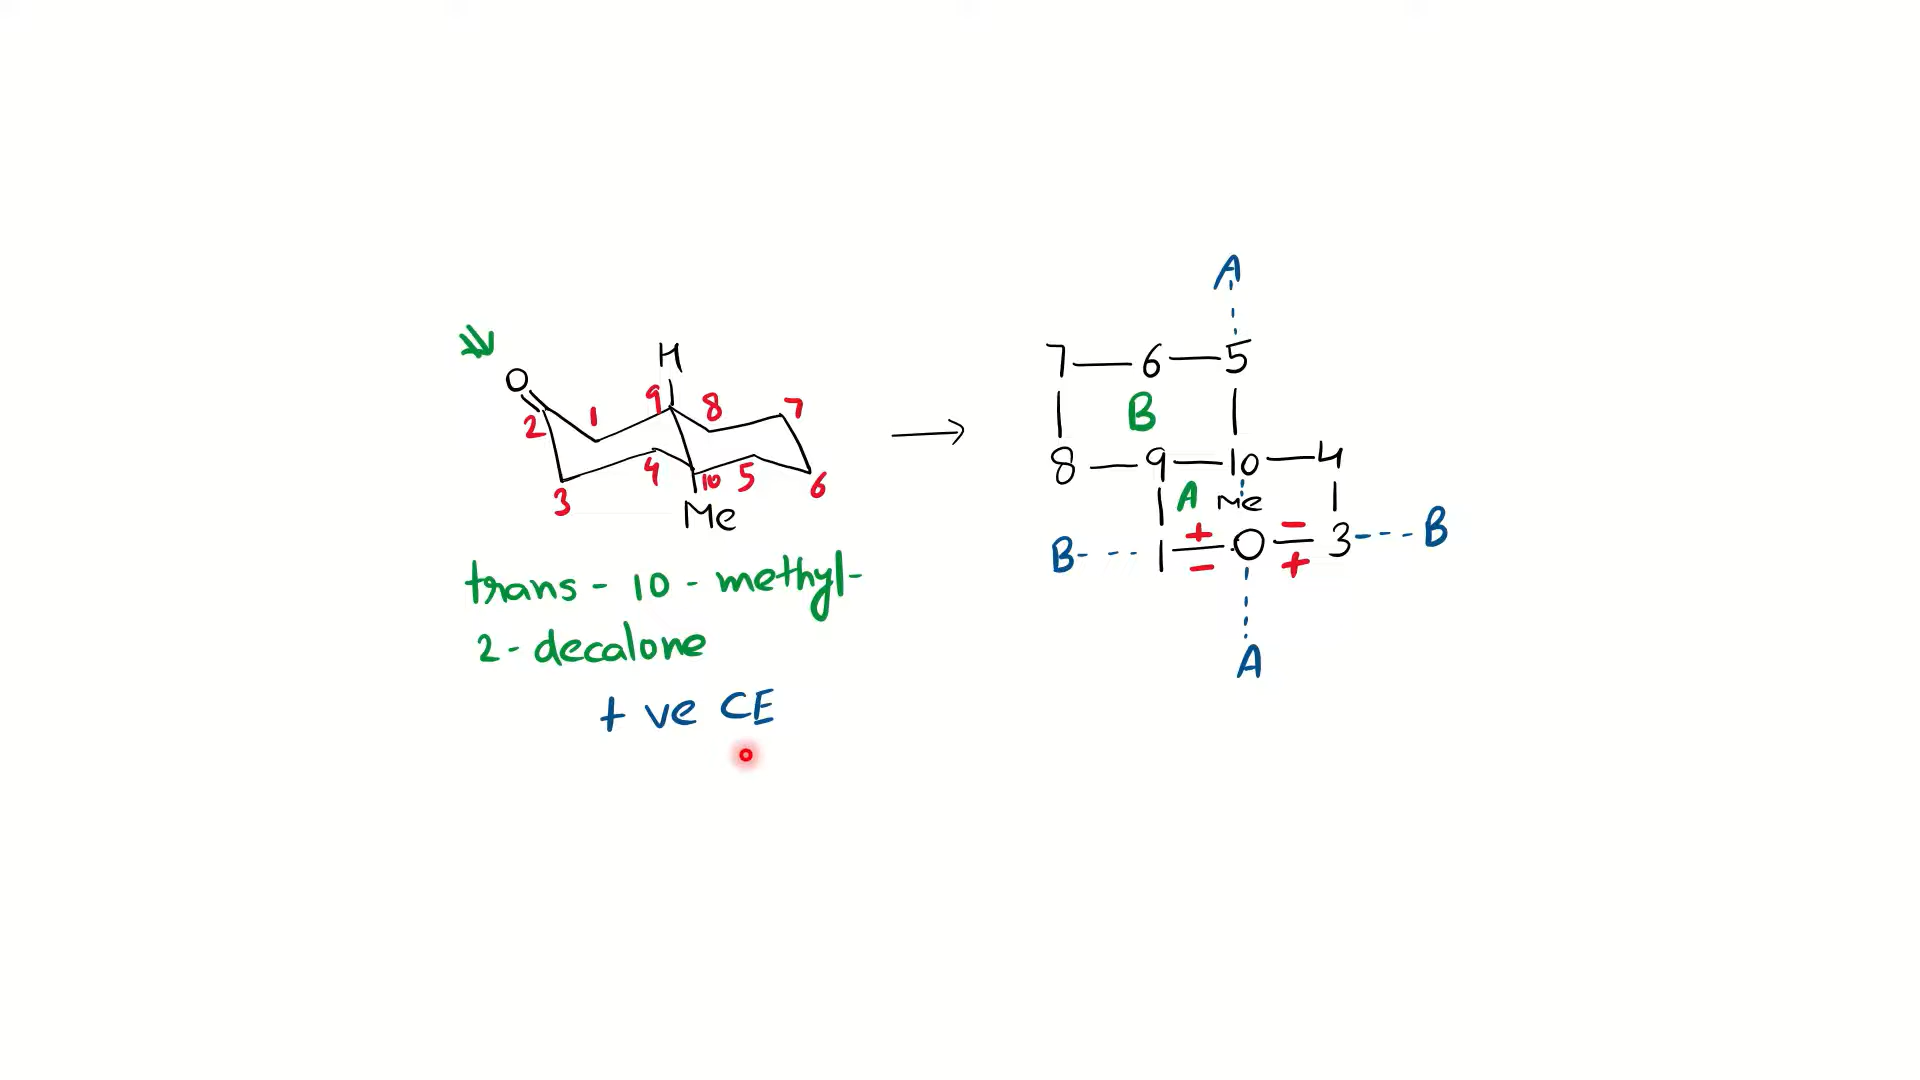 O
H
2 1 9 8 7
3 4 10 5 6
Me
trans - 10 - methyl-
2 - decalone
+ ve CE
A
7 — 6 — 5
B
8 — 9 — 10 — 4
A Me
+ =
B 1 = O = 3 B
- +
A